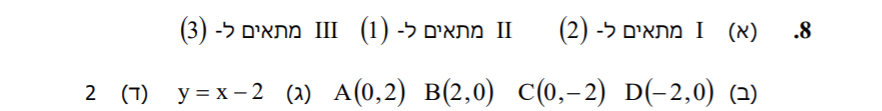 8. (א) I מתאים ל- (2) II מתאים ל- (1) III מתאים ל- (3)
(ב) A(0,2) B(2,0) C(0,−2) D(−2,0) (ג) y = x − 2 (ד) 2